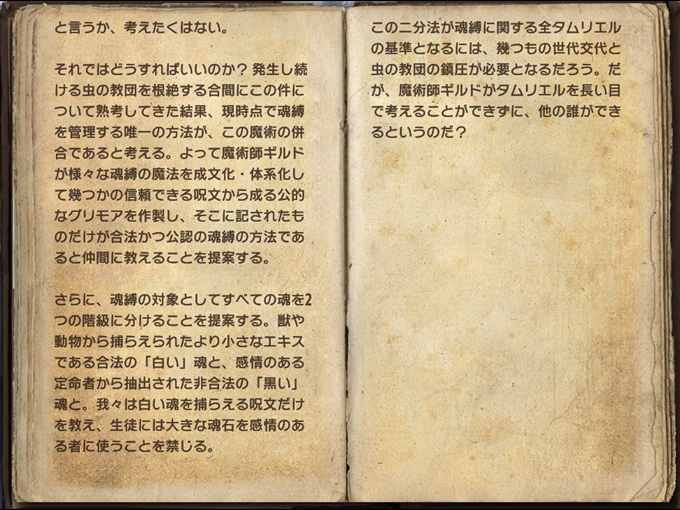 と言うか、考えたくはない。
それではどうすればいいのか? 発生し続
ける虫の教団を根絶する合間にこの件に
ついて熟考してきた結果、現時点で魂縛
を管理する唯一の方法が、この魔術の併
合であると考える。よって魔術師ギルド
が様々な魂縛の魔法を成文化・体系化し
て幾つかの信頼できる呪文から成る公的
なグリモアを作製し、そこに記されたも
のだけが合法かつ公認の魂縛の方法であ
ると仲間に教えることを提案する。
さらに、魂縛の対象としてすべての魂を2
つの階級に分けることを提案する。獣や
動物から捕らえられたより小さなエキス
である合法の「白い」魂と、感情のある
定命者から抽出された非合法の「黒い」
魂と。我々は白い魂を捕らえる呪文だけ
を教え、生徒には大きな魂石を感情のあ
る者に使うことを禁じる。
この二分法が魂縛に関する全タムリエル
の基準となるには、幾つもの世代交代と
虫の教団の鎮圧が必要となるだろう。だ
が、魔術師ギルドがタムリエルを長い目
で考えることができずに、他の誰ができ
るというのだ?